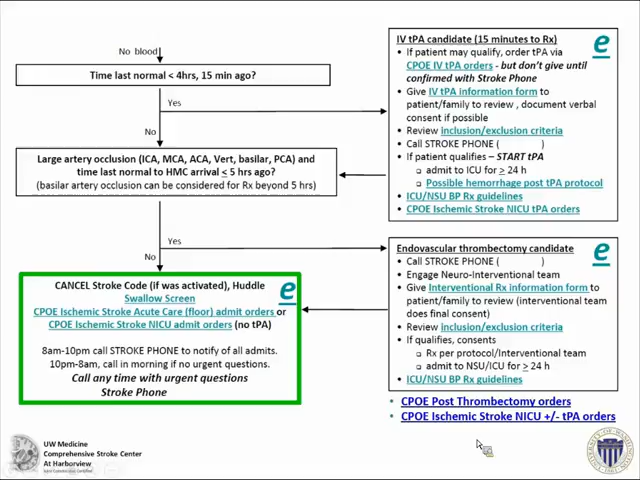 No blood
Time last normal < 4hrs, 15 min ago?
Yes
No
IV tPA candidate (15 minutes to Rx)
e
• If patient may qualify, order tPA via
CPOE IV tPA orders - but don't give until
confirmed with Stroke Phone
• Give IV tPA information form to
patient/family to review , document verbal
consent if possible
• Review inclusion/exclusion criteria
• Call STROKE PHONE ( )
• If patient qualifies – START tPA
□ admit to ICU for > 24 h
□ Possible hemorrhage post tPA protocol
• ICU/NSU BP Rx guidelines
• CPOE Ischemic Stroke NICU tPA orders
Large artery occlusion (ICA, MCA, ACA, Vert, basilar, PCA) and
time last normal to HMC arrival < 5 hrs ago?
(basilar artery occlusion can be considered for Rx beyond 5 hrs)
Yes
No
Endovascular thrombectomy candidate
e
• Call STROKE PHONE ( )
• Engage Neuro-Interventional team
• Give Interventional Rx information form to
patient/family to review (interventional team
does final consent)
• Review inclusion/exclusion criteria
• If qualifies, consents
□ Rx per protocol/Interventional team
□ admit to NSU/ICU for > 24 h
• ICU/NSU BP Rx guidelines
• CPOE Post Thrombectomy orders
• CPOE Ischemic Stroke NICU +/- tPA orders
CANCEL Stroke Code (if was activated), Huddle
e
Swallow Screen
CPOE Ischemic Stroke Acute Care (floor) admit orders or
CPOE Ischemic Stroke NICU admit orders (no tPA)
8am-10pm call STROKE PHONE to notify of all admits.
10pm-8am, call in morning if no urgent questions.
Call any time with urgent questions
Stroke Phone
UW Medicine
Comprehensive Stroke Center
At Harborview